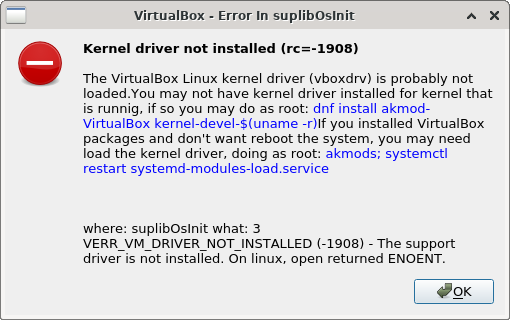 VirtualBox - Error In suplibOsInit
Kernel driver not installed (rc=-1908)
The VirtualBox Linux kernel driver (vboxdrv) is probably not
loaded.You may not have kernel driver installed for kernel that
is runnig, if so you may do as root: dnf install akmod-
VirtualBox kernel-devel-$(uname -r)If you installed VirtualBox
packages and don't want reboot the system, you may need
load the kernel driver, doing as root: akmods; systemctl
restart systemd-modules-load.service
where: suplibOsInit what: 3
VERR_VM_DRIVER_NOT_INSTALLED (-1908) - The support
driver is not installed. On linux, open returned ENOENT.
OK